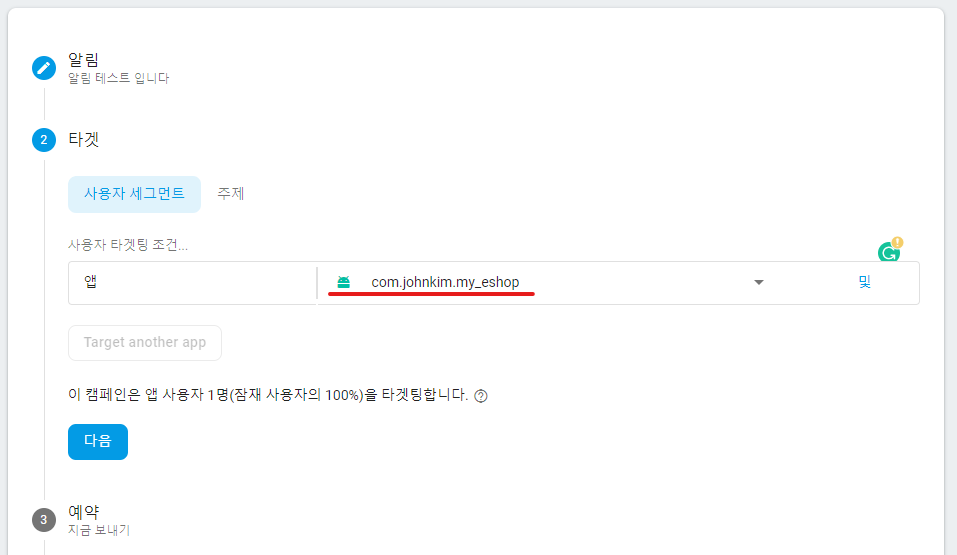 알림
알림 테스트 입니다
2 타겟
사용자 세그먼트 주제
사용자 타겟팅 조건...
앱 com.johnkim.my_eshop 및
Target another app
이 캠페인은 앱 사용자 1명(잠재 사용자의 100%)을 타겟팅합니다. ?
다음
3 예약
지금 보내기